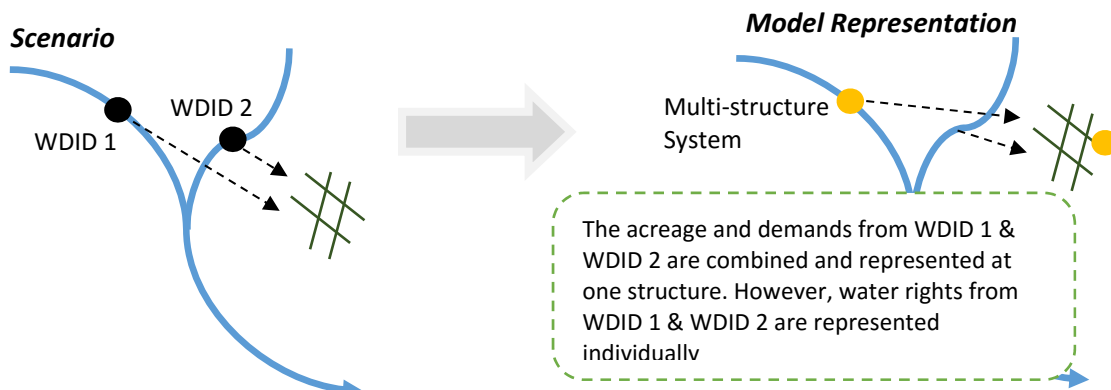 Scenario
WDID 2
WDID 1
Model Representation
Multi-structure
System
The acreage and demands from WDID 1 &
WDID 2 are combined and represented at
one structure. However, water rights from
WDID 1 & WDID 2 are represented
individually